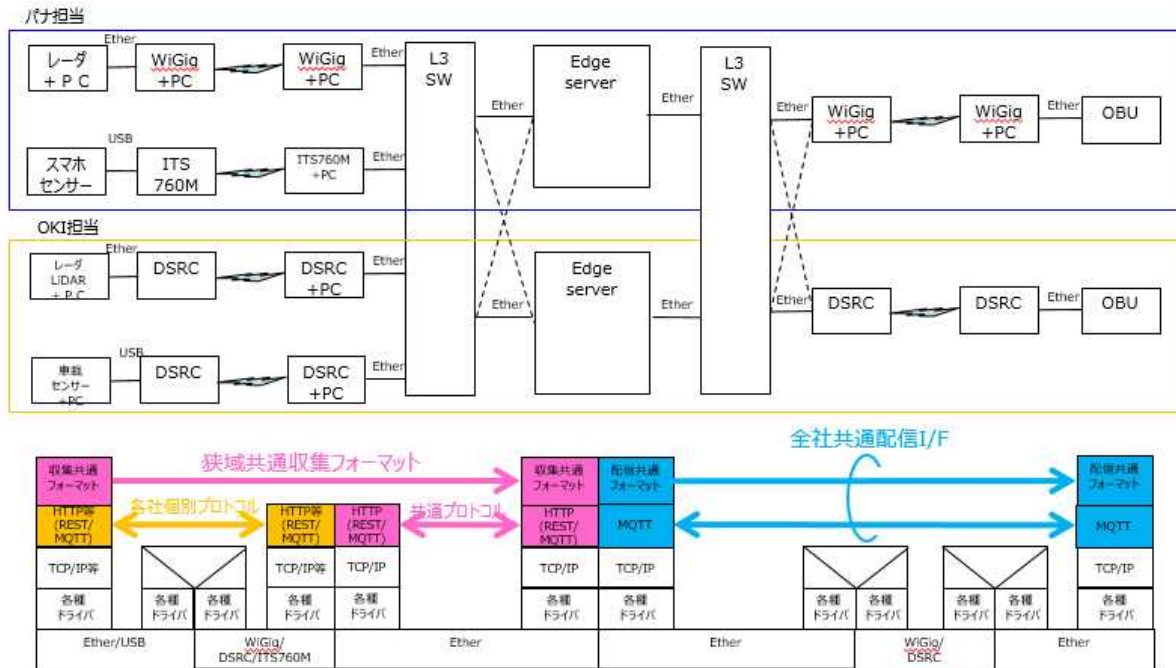 パナ担当
Ether
Ether
レーダ
+ＰＣ
WiGig
+PC
WiGig
+PC
L3
SW
Edge
server
L3
SW
Ether
Ether
Ether
WiGig
+PC
WiGig
+PC
Ether
OBU
USB
Ether
スマホ
センサー
ITS
760M
ITS760M
+PC
OKI担当
Ether
Ether
レーダ
LiDAR
+ＰＣ
DSRC
DSRC
+PC
Edge
server
Ether
Ether
Ether
DSRC
DSRC
Ether
OBU
USB
Ether
車載
センサー
+PC
DSRC
DSRC
+PC
全社共通配信I/F
狭域共通収集フォーマット
収集共通
フォーマット
収集共通
フォーマット
配信共通
フォーマット
配信共通
フォーマット
各社個別プロトコル
共通プロトコル
HTTP等
(REST/
MQTT)
HTTP等
(REST/
MQTT)
HTTP
(REST/
MQTT)
HTTP
(REST/
MQTT)
MQTT
MQTT
TCP/IP等
TCP/IP等
TCP/IP
TCP/IP
TCP/IP
TCP/IP
各種
ドライバ
各種
ドライバ
各種
ドライバ
各種
ドライバ
各種
ドライバ
各種
ドライバ
各種
ドライバ
各種
ドライバ
各種
ドライバ
各種
ドライバ
各種
ドライバ
各種
ドライバ
Ether/USB
WiGig/
DSRC/ITS760M
Ether
Ether
WiGig/
DSRC
Ether